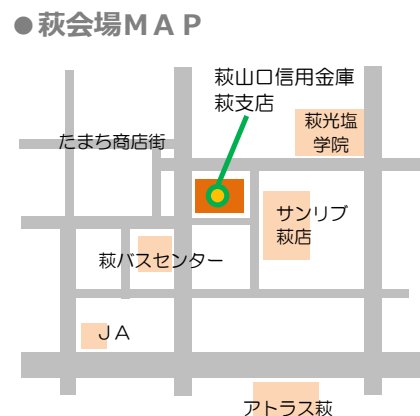 ●萩会場ＭＡＰ
萩山口信用金庫
萩支店
萩光塩
学院
たまち商店街
サンリブ
萩店
萩バスセンター
ＪＡ
アトラス萩